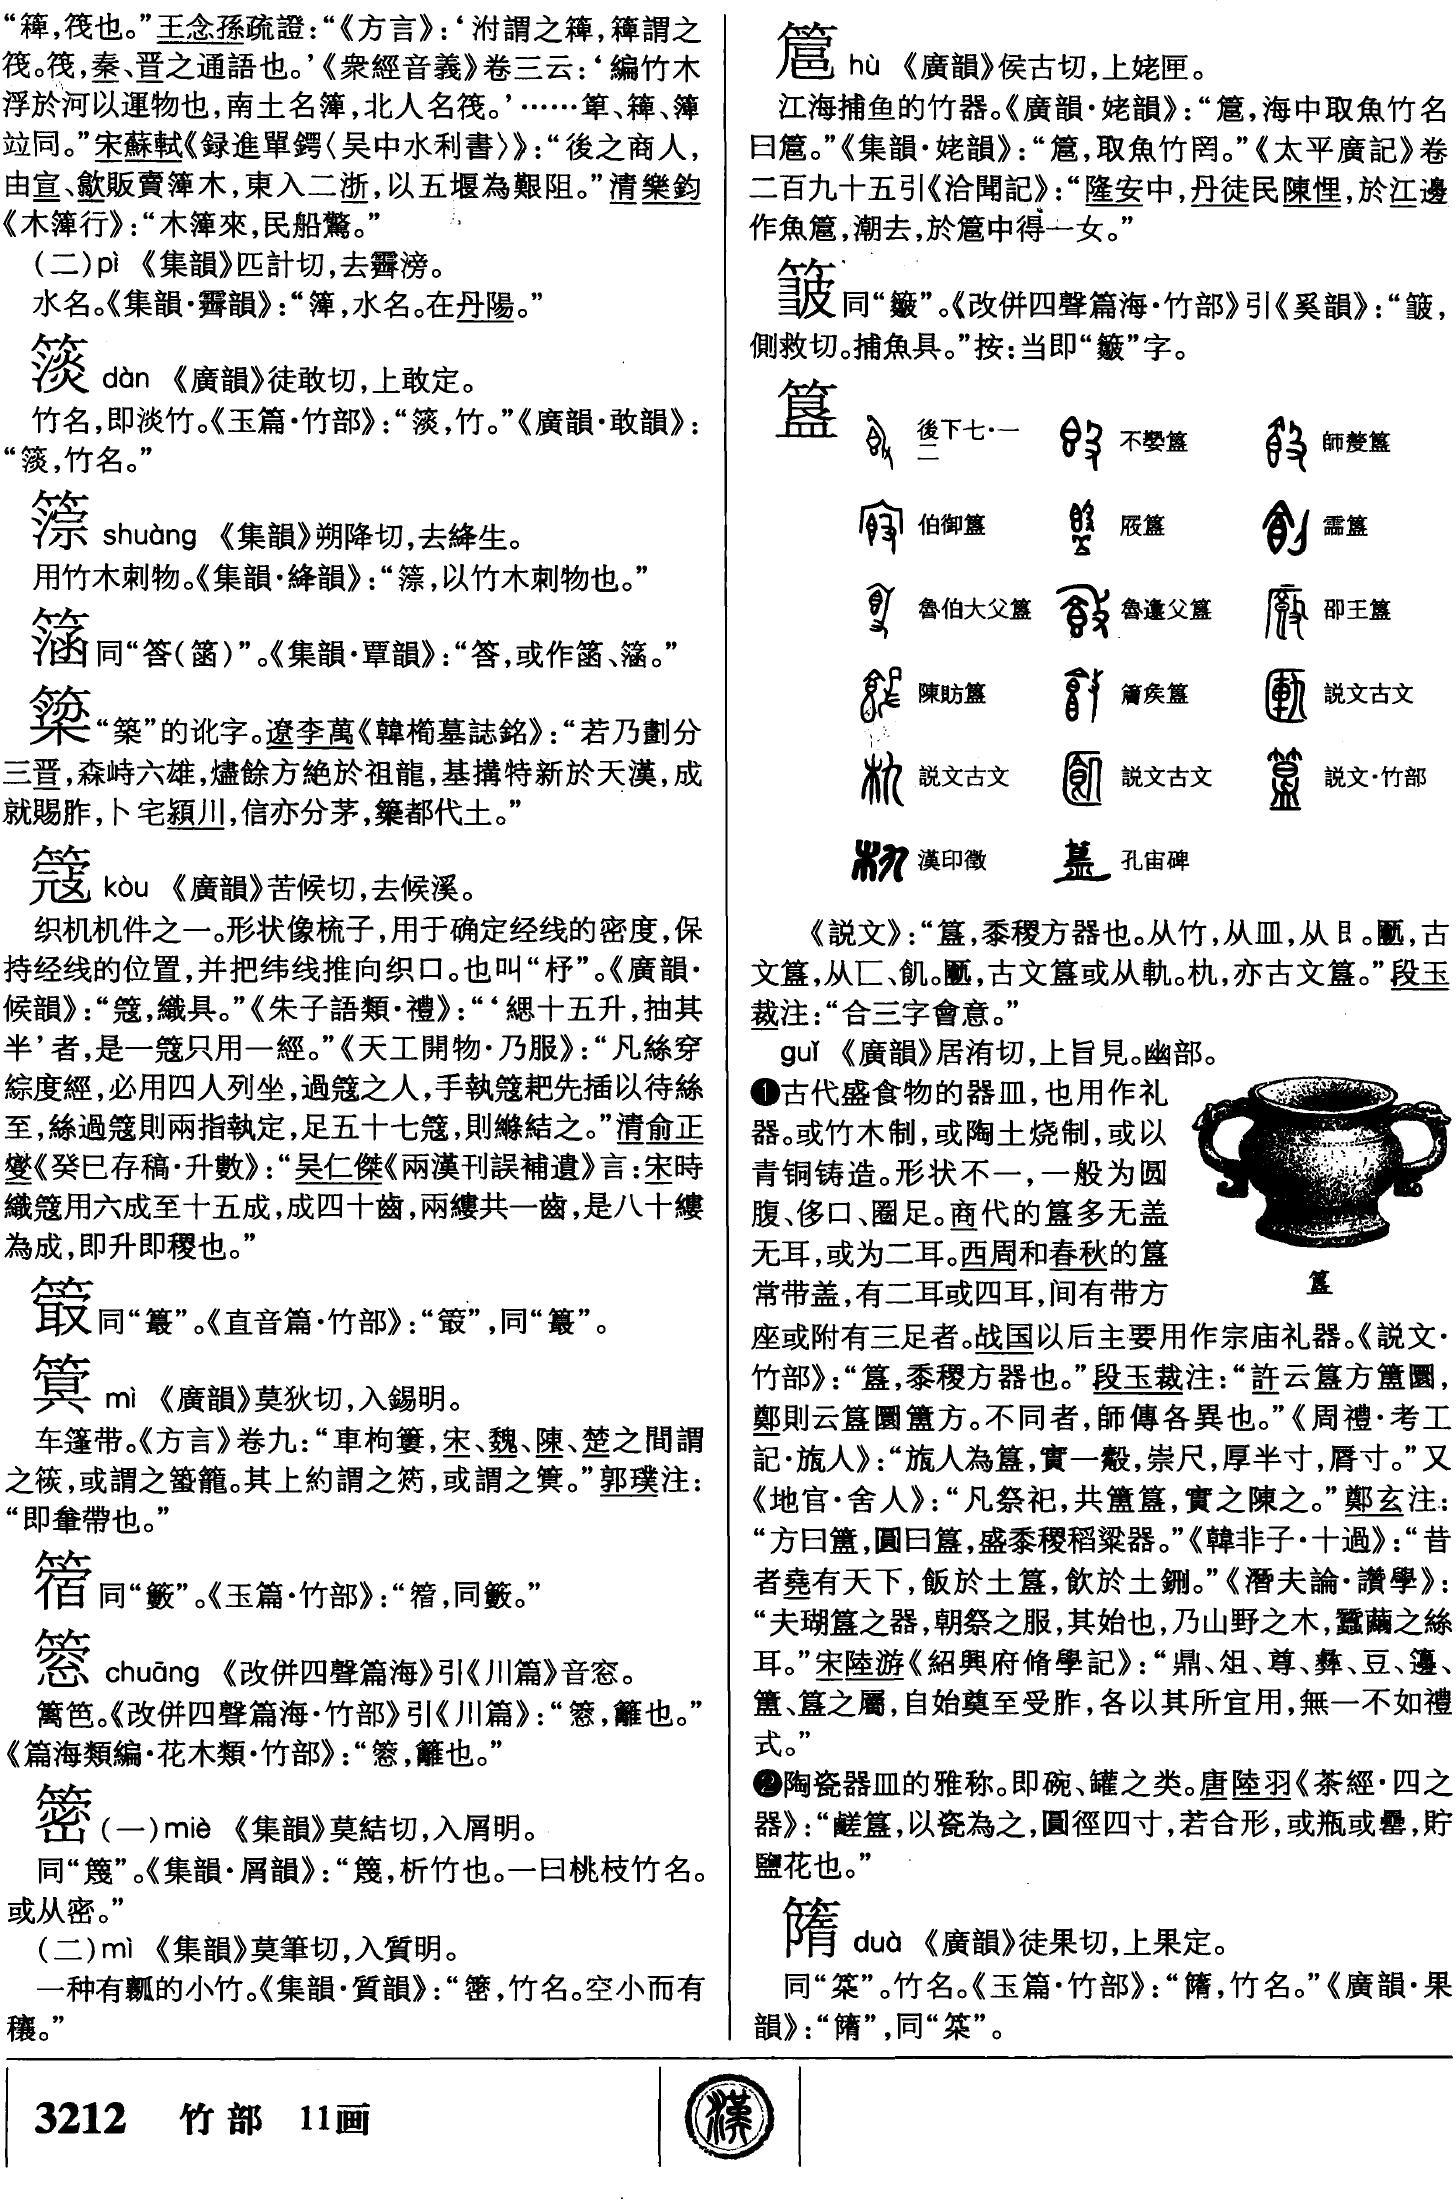 “䉬,筏也。”王念孫疏證:“《方言》:‘泭謂之䉬,䉬謂之
筏。筏,秦、晋之通語也。’《衆經音義》卷三云:‘編竹木
浮於河以運物也,南土名簰,北人名筏。’……箄、䉬、簰
竝同。”宋蘇軾《録進單鍔〈吴中水利書〉》:“後之商人,
由宣、歙販賣簰木,東入二浙,以五堰為艱阻。”清樂鈞
《木簰行》:“木簰來,民船驚。”
(二)pì 《集韻》匹計切,去霽滂。
水名。《集韻·霽韻》:“簰,水名。在丹陽。”
䉞 dàn 《廣韻》徒敢切,上敢定。
竹名,即淡竹。《玉篇·竹部》:“䉞,竹。”《廣韻·敢韻》:
“䉞,竹名。”
shuàng 《集韻》朔降切,去絳生。
用竹木刺物。《集韻·絳韻》:“,以竹木刺物也。”
同“答(䈄)”。《集韻·覃韻》:“答,或作䈄、。”
“築”的讹字。遼李萬《韓橁墓誌銘》:“若乃劃分
三晋,森峙六雄,燼餘方絶於祖龍,基搆特新於天漢,成
就賜胙,卜宅潁川,信亦分茅,都代土。”
簆 kòu 《廣韻》苦候切,去候溪。
织机机件之一。形状像梳子,用于确定经线的密度,保
持经线的位置,并把纬线推向织口。也叫“杼”。《廣韻·
候韻》:“簆,織具。”《朱子語類·禮》:“‘緦十五升,抽其
半’者,是一簆只用一經。”《天工開物·乃服》:“凡絲穿
綜度經,必用四人列坐,過簆之人,手執簆耙先插以待絲
至,絲過簆則兩指執定,足五十七簆,則縧結之。”清俞正
燮《癸巳存稿·升數》:“吴仁傑《兩漢刊誤補遺》言:宋時
織簆用六成至十五成,成四十齒,兩縷共一齒,是八十縷
為成,即升即稷也。”
同“䉺”。《直音篇·竹部》:“”,同“䉺”。
mì 《廣韻》莫狄切,入錫明。
车篷带。《方言》卷九:“車枸簍,宋、魏、陳、楚之間謂
之筱,或謂之䉶籠。其上約謂之筠,或謂之。”郭璞注:
“即軬帶也。”
䈹同“籔”。《玉篇·竹部》:“,同籔。”
chuāng 《改併四聲篇海》引《川篇》音窓。
篱笆。《改併四聲篇海·竹部》引《川篇》:“,籬也。”
《篇海類編·花木類·竹部》:“,籬也。”
(一)miè 《集韻》莫結切,入屑明。
同“篾”。《集韻·屑韻》:“篾,析竹也。一曰桃枝竹名。
或从密。”
(二)mì 《集韻》莫筆切,入質明。
一种有瓤的小竹。《集韻·質韻》:“,竹名。空小而有
穰。”
簄 hù 《廣韻》侯古切,上姥匣。
江海捕鱼的竹器。《廣韻·姥韻》:“簄,海中取魚竹名
曰簄。”《集韻·姥韻》:“簄,取魚竹罔。”《太平廣記》卷
二百九十五引《洽聞記》:“隆安中,丹徒民陳悝,於江邊
作魚簄,潮去,於簄中得一女。”
同“籢”。《改併四聲篇海·竹部》引《奚韻》:“,
側救切。捕魚具。”按:當即“”字。
簋 後下七·一二 不𡢁簋 師㝨簋
伯御簋 㞋簋 簋
魯伯大父簋 魯𨗨父簋 卲王簋
陳肪簋 簋 説文古文
説文古文 説文古文 説文·竹部
漢印徵 孔宙碑
《説文》:“簋,黍稷方器也。从竹,从皿,从皀。匭,古
文簋,从匚、飢。匭,古文簋或从軌。朹,亦古文簋。”段玉
裁注:“合三字會意。”
guǐ 《廣韻》居洧切,上旨見。幽部。
❶古代盛食物的器皿,也用作礼
器。或竹木制,或陶土烧制,或以
青铜铸造。形状不一,一般为圆
腹、侈口、圈足。商代的簋多无盖
无耳,或为二耳。西周和春秋的簋
常带盖,有二耳或四耳,间有带方
簋
座或附有三足者。战国以后主要用作宗庙礼器。《説文·
竹部》:“簋,黍稷方器也。”段玉裁注:“許云簋方簠圜,
鄭則云簋圜簠方。不同者,師傳各異也。”《周禮·考工
記·瓬人》:“瓬人為簋,實一觳,崇尺,厚半寸,脣寸。”又
《地官·舍人》:“凡祭祀,共簠簋,實之陳之。”鄭玄注:
“方曰簠,圓曰簋,盛黍稷稻粱器。”《韓非子·十過》:“昔
者堯有天下,飯於土簋,飲於土鉶。”《潛夫論·讚學》:
“夫瑚簋之器,朝祭之服,其始也,乃山野之木,蠶繭之絲
耳。”宋陸游《紹興府脩學記》:“鼎、俎、尊、彝、豆、籩、
簠、簋之屬,自始奠至受胙,各以其所宜用,無一不如禮
式。”
❷陶瓷器皿的雅称。即碗、罐之类。唐陸羽《茶經·四之
器》:“鹺簋,以瓷為之,圓徑四寸,若合形,或瓶或罍,貯
鹽花也。”
duà 《廣韻》徒果切,上果定。
同“䈃”。竹名。《玉篇·竹部》:“,竹名。”《廣韻·果
韻》:“”,同“䈃”。
3212 竹部 11画
漢